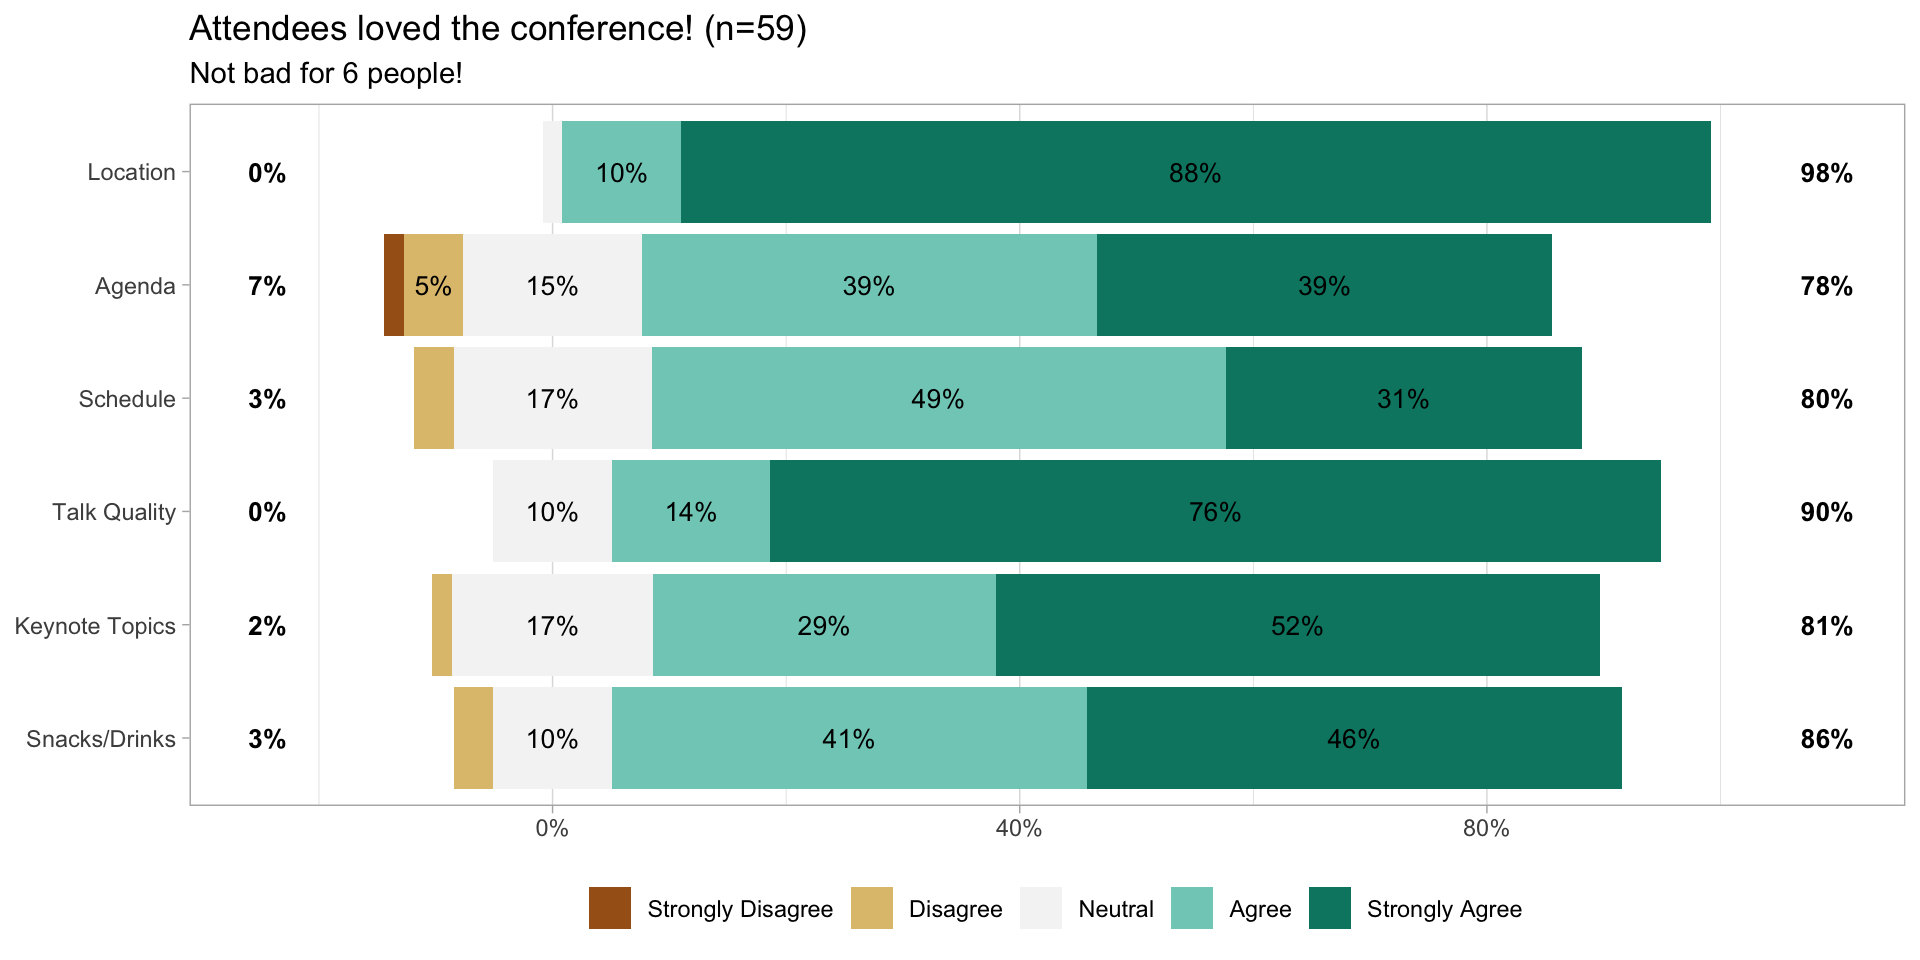 Attendees loved the conference! (n=59)
Not bad for 6 people!
Location 0% 10% 88% 98%
Agenda 7% 5% 15% 39% 39% 78%
Schedule 3% 17% 49% 31% 80%
Talk Quality 0% 10% 14% 76% 90%
Keynote Topics 2% 17% 29% 52% 81%
Snacks/Drinks 3% 10% 41% 46% 86%
0% 40% 80%
Strongly Disagree Disagree Neutral Agree Strongly Agree